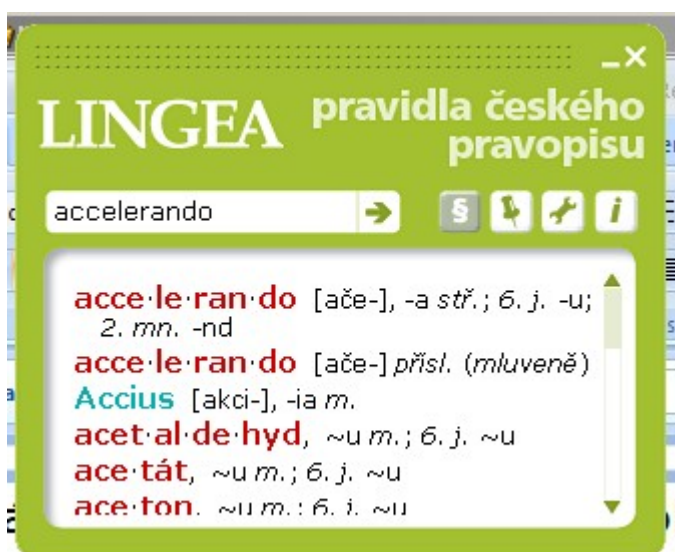 LINGEA
pravidla českého
pravopisu
accelerando
§
i
acce·le·ran·do [ače-], -a stř.; 6. j. -u;
2. mn. -nd
acce·le·ran·do [ače-] přísl. (mluveně)
Accius [akci-], -ia m.
acet·al·de·hyd, ~u m.; 6. j. ~u
ace·tát, ~u m.; 6. j. ~u
ace·ton, ~u m.; 6. j. ~u